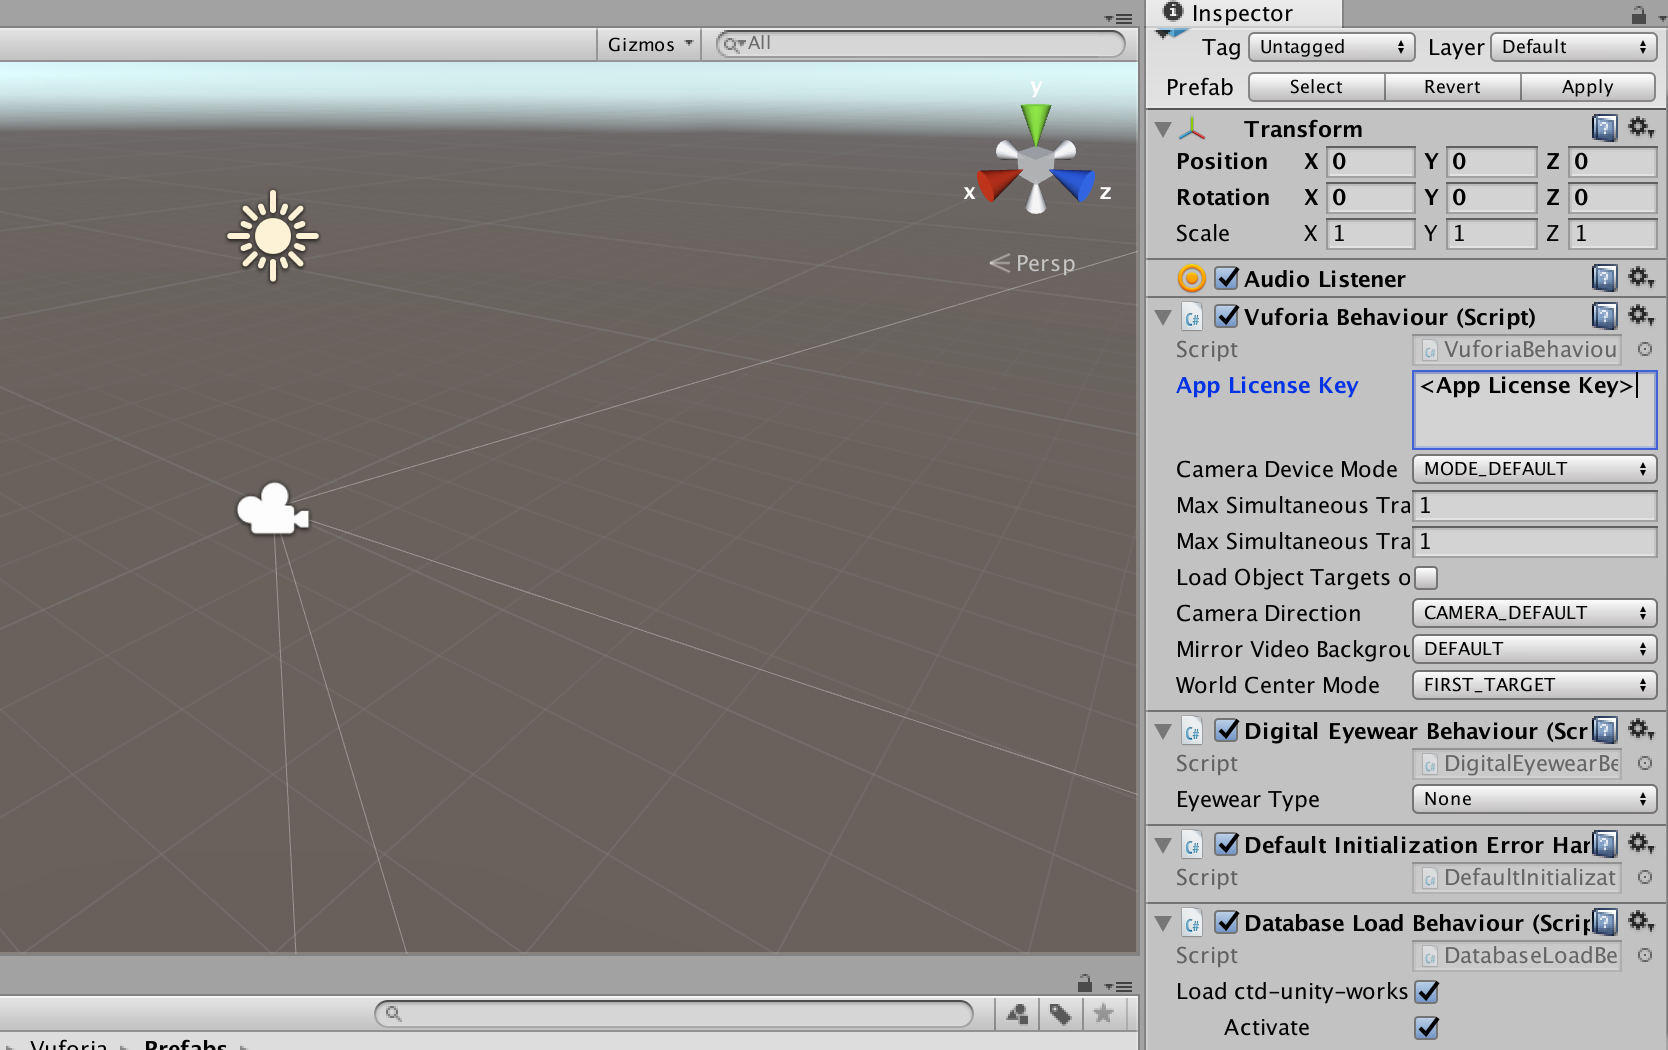 Inspector
Gizmos All
Tag Untagged Layer Default
Prefab Select Revert Apply
y
x
z
Persp
Transform
Position X 0 Y 0 Z 0
Rotation X 0 Y 0 Z 0
Scale X 1 Y 1 Z 1
Audio Listener
C# Vuforia Behaviour (Script)
Script VuforiaBehaviou
App License Key <App License Key>
Camera Device Mode MODE_DEFAULT
Max Simultaneous Tra 1
Max Simultaneous Tra 1
Load Object Targets o
Camera Direction CAMERA_DEFAULT
Mirror Video Backgrou DEFAULT
World Center Mode FIRST_TARGET
C# Digital Eyewear Behaviour (Scr
Script DigitalEyewearBe
Eyewear Type None
C# Default Initialization Error Har
Script DefaultInitializat
C# Database Load Behaviour (Scrip
Script DatabaseLoadBe
Load ctd-unity-works
Activate
Vuforia Prefabs